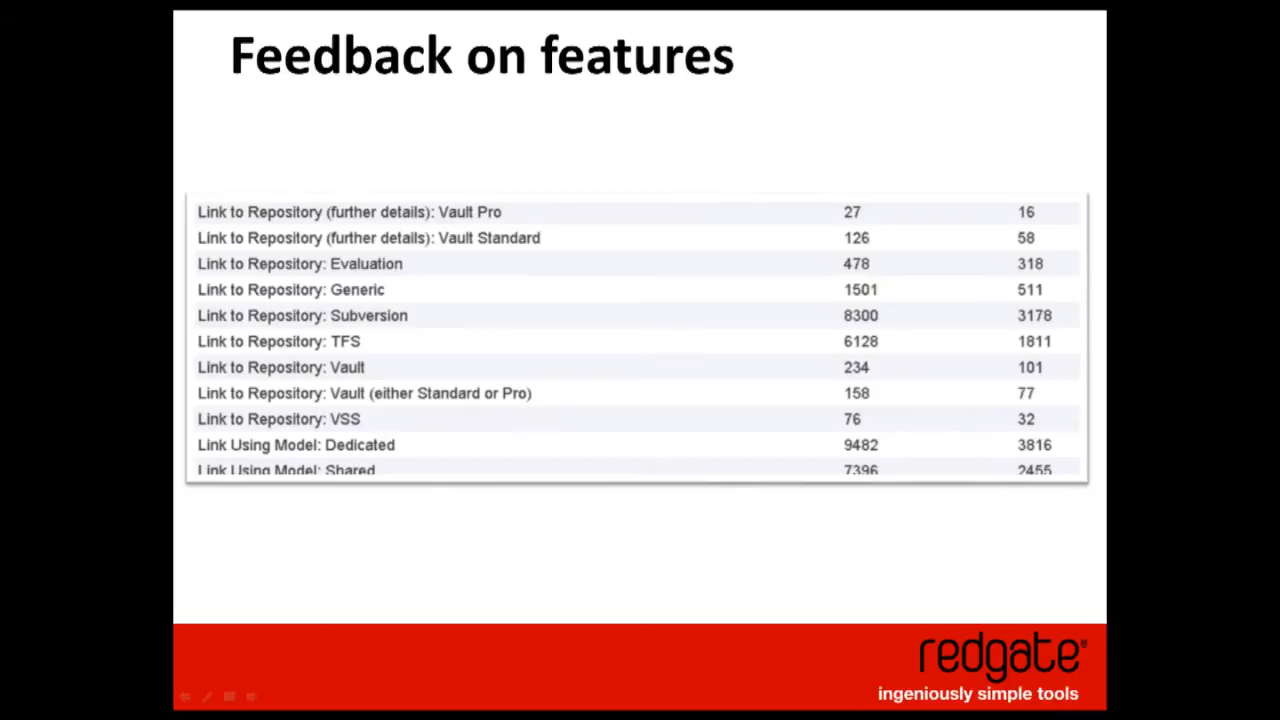 Feedback on features
Link to Repository (further details): Vault Pro 27 16
Link to Repository (further details): Vault Standard 126 58
Link to Repository: Evaluation 478 318
Link to Repository: Generic 1501 511
Link to Repository: Subversion 8300 3178
Link to Repository: TFS 6128 1811
Link to Repository: Vault 234 101
Link to Repository: Vault (either Standard or Pro) 158 77
Link to Repository: VSS 76 32
Link Using Model: Dedicated 9482 3816
Link Using Model: Shared 7396 2455
redgate®
ingeniously simple tools